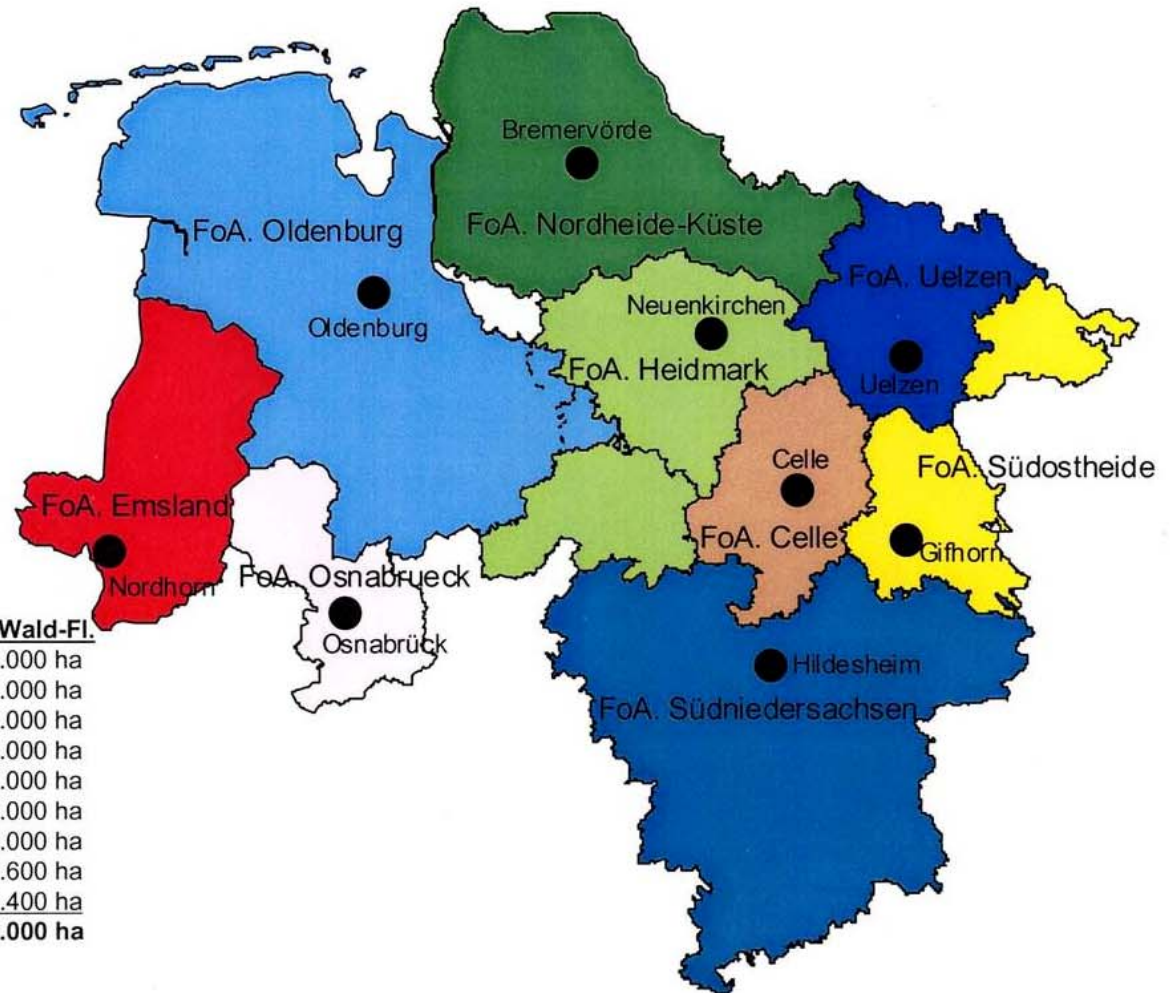 Bremervörde
FoA. Nordheide-Küste
FoA. Oldenburg
Oldenburg
FoA. Uelzen
Uelzen
Neuenkirchen
FoA. Heidmark
Celle
FoA. Celle
FoA. Südostheide
Gifhorn
FoA. Emsland
Nordhorn
FoA. Osnabrueck
Osnabrück
Hildesheim
FoA. Südniedersachsen
Wald-Fl.
.000 ha
.000 ha
.000 ha
.000 ha
.000 ha
.000 ha
.000 ha
.600 ha
.400 ha
.000 ha